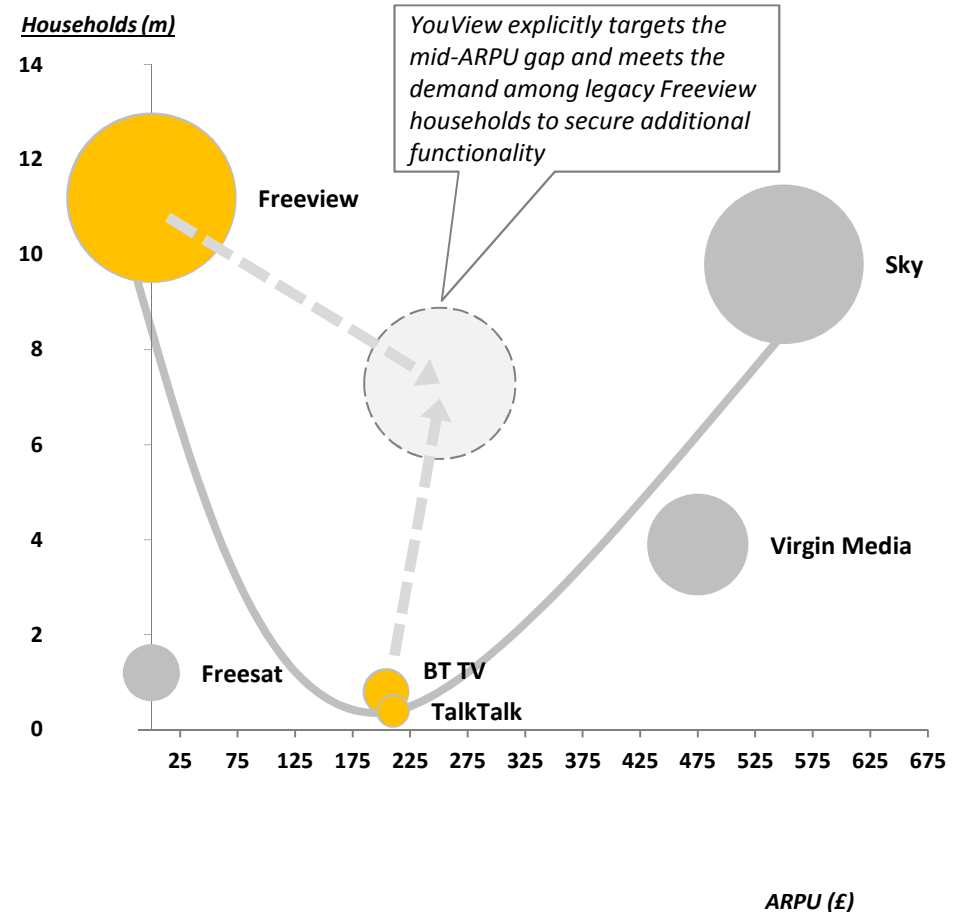 Households (m)
YouView explicitly targets the
mid-ARPU gap and meets the
demand among legacy Freeview
households to secure additional
functionality
14
12
Freeview
10
Sky
8
6
4
Virgin Media
2
BT TV
Freesat
TalkTalk
0
25 75 125 175 225 275 325 375 425 475 525 575 625 675
ARPU (£)